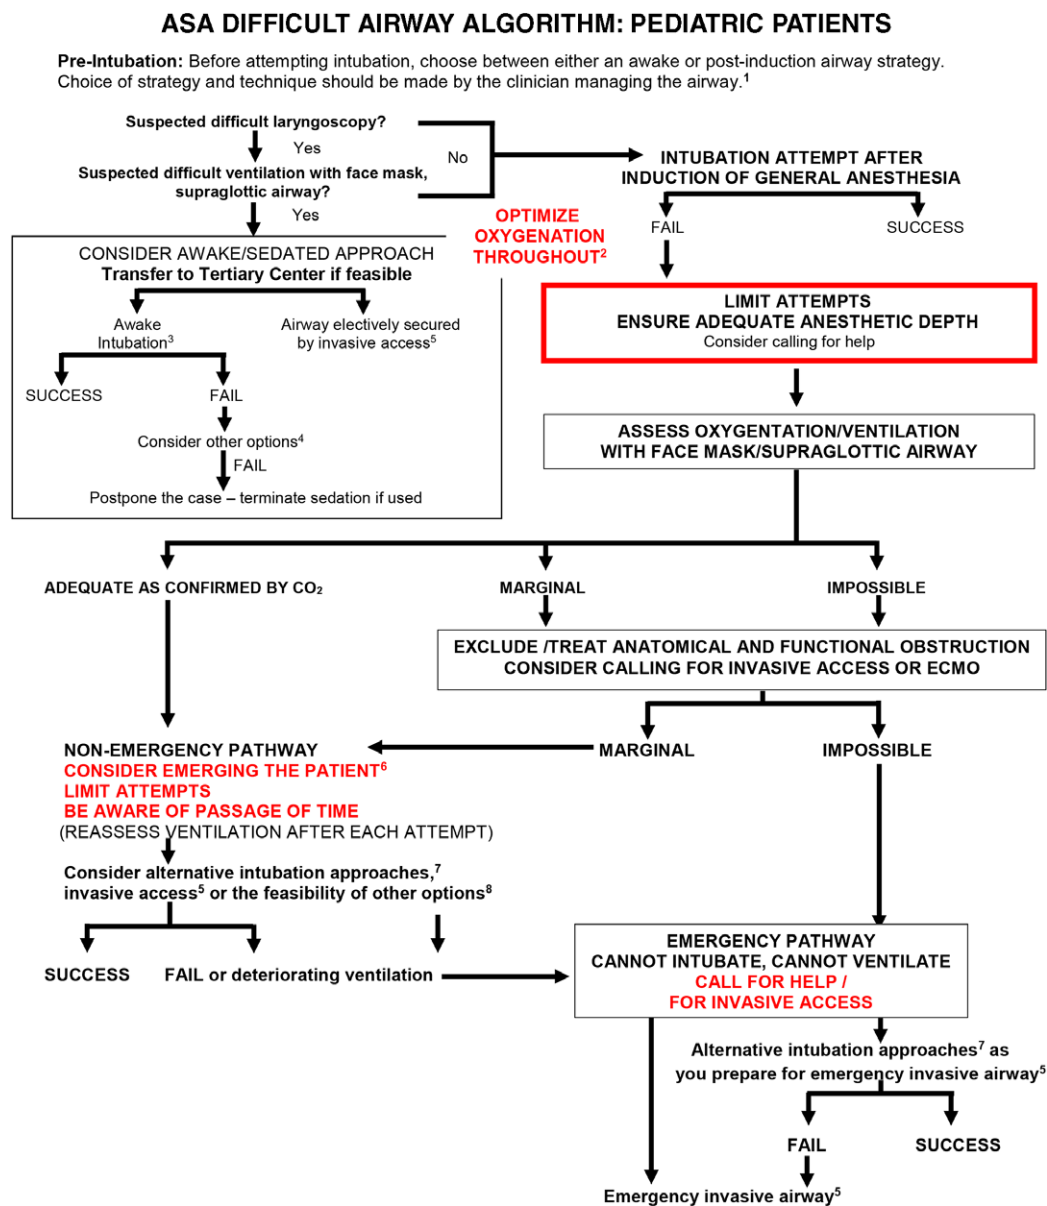 ASA DIFFICULT AIRWAY ALGORITHM: PEDIATRIC PATIENTS
Pre-Intubation: Before attempting intubation, choose between either an awake or post-induction airway strategy.
Choice of strategy and technique should be made by the clinician managing the airway.¹
Suspected difficult laryngoscopy?
Yes
No
Suspected difficult ventilation with face mask,
supraglottic airway?
Yes
INTUBATION ATTEMPT AFTER
INDUCTION OF GENERAL ANESTHESIA
FAIL
SUCCESS
OPTIMIZE
OXYGENATION
THROUGHOUT²
CONSIDER AWAKE/SEDATED APPROACH
Transfer to Tertiary Center if feasible
Awake
Intubation³
Airway electively secured
by invasive access⁵
SUCCESS
FAIL
Consider other options⁴
FAIL
Postpone the case – terminate sedation if used
LIMIT ATTEMPTS
ENSURE ADEQUATE ANESTHETIC DEPTH
Consider calling for help
ASSESS OXYGENTATION/VENTILATION
WITH FACE MASK/SUPRAGLOTTIC AIRWAY
ADEQUATE AS CONFIRMED BY CO₂
MARGINAL
IMPOSSIBLE
EXCLUDE /TREAT ANATOMICAL AND FUNCTIONAL OBSTRUCTION
CONSIDER CALLING FOR INVASIVE ACCESS OR ECMO
MARGINAL
IMPOSSIBLE
NON-EMERGENCY PATHWAY
CONSIDER EMERGING THE PATIENT⁶
LIMIT ATTEMPTS
BE AWARE OF PASSAGE OF TIME
(REASSESS VENTILATION AFTER EACH ATTEMPT)
Consider alternative intubation approaches,⁷
invasive access⁵ or the feasibility of other options⁸
SUCCESS
FAIL or deteriorating ventilation
EMERGENCY PATHWAY
CANNOT INTUBATE, CANNOT VENTILATE
CALL FOR HELP /
FOR INVASIVE ACCESS
Alternative intubation approaches⁷ as
you prepare for emergency invasive airway⁵
FAIL
SUCCESS
Emergency invasive airway⁵